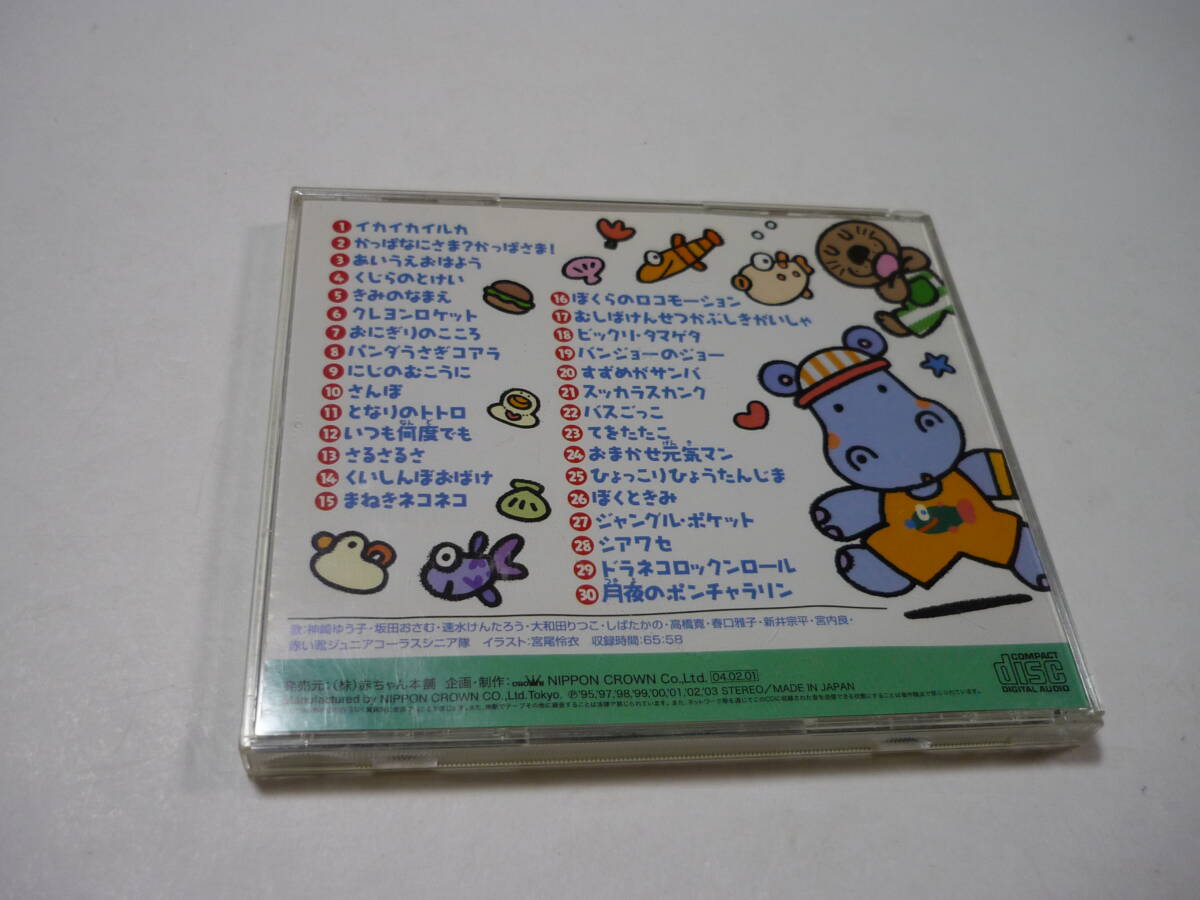 1 イカイカイルカ
2 かっぱなにさま?かっぱさま!
3 あいうえおはよう
4 くじらのとけい
5 きみのなまえ
6 クレヨンロケット
7 おにぎりのこころ
8 パンダうさぎコアラ
9 にじのむこうに
10 さんぽ
11 となりのトトロ
12 いつも何度でも
13 さるさるさ
14 くいしんぼおばけ
15 まねきネコネコ
16 ぼくらのロコモーション
17 むしばけんせつかぶしきがいしゃ
18 ビックリ・タマゲタ
19 バンジョーのジョー
20 すずめがサンバ
21 スッカラスカンク
22 バスごっこ
23 てをたたこ
24 おまかせ元気マン
25 ひょっこりひょうたんじま
26 ぼくときみ
27 ジャングル・ポケット
28 シアワセ
29 ドラネコロックンロール
30 月夜のポンチャラリン
歌:神崎ゆう子・坂田おさむ・速水けんたろう・大和田りつこ・しばたかの・高橋寛・春口雅子・新井宗平・宮内良・
赤い靴ジュニアコーラスシニア隊 イラスト:宮尾怜衣 収録時間:65:58
発売元:(株)赤ちゃん本舗 企画・制作: CROWN NIPPON CROWN Co.,Ltd. 04.02.01
Manufactured by NIPPON CROWN CO.,Ltd.Tokyo. ℗'95,'97,'98,'99,'00,'01,'02,'03 STEREO/MADE IN JAPAN
COMPACT
disc
DIGITAL AUDIO